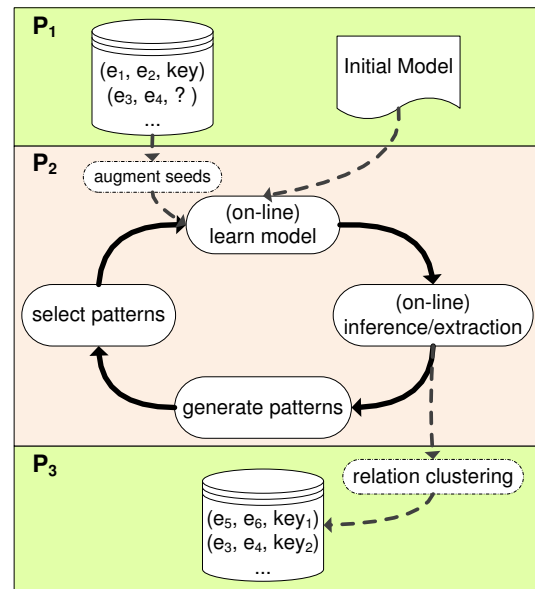 P₁
(e₁, e₂, key)
(e₃, e₄, ? )
...
Initial Model
P₂
augment seeds
(on-line)
learn model
select patterns
(on-line)
inference/extraction
generate patterns
P₃
relation clustering
(e₅, e₆, key₁)
(e₃, e₄, key₂)
...